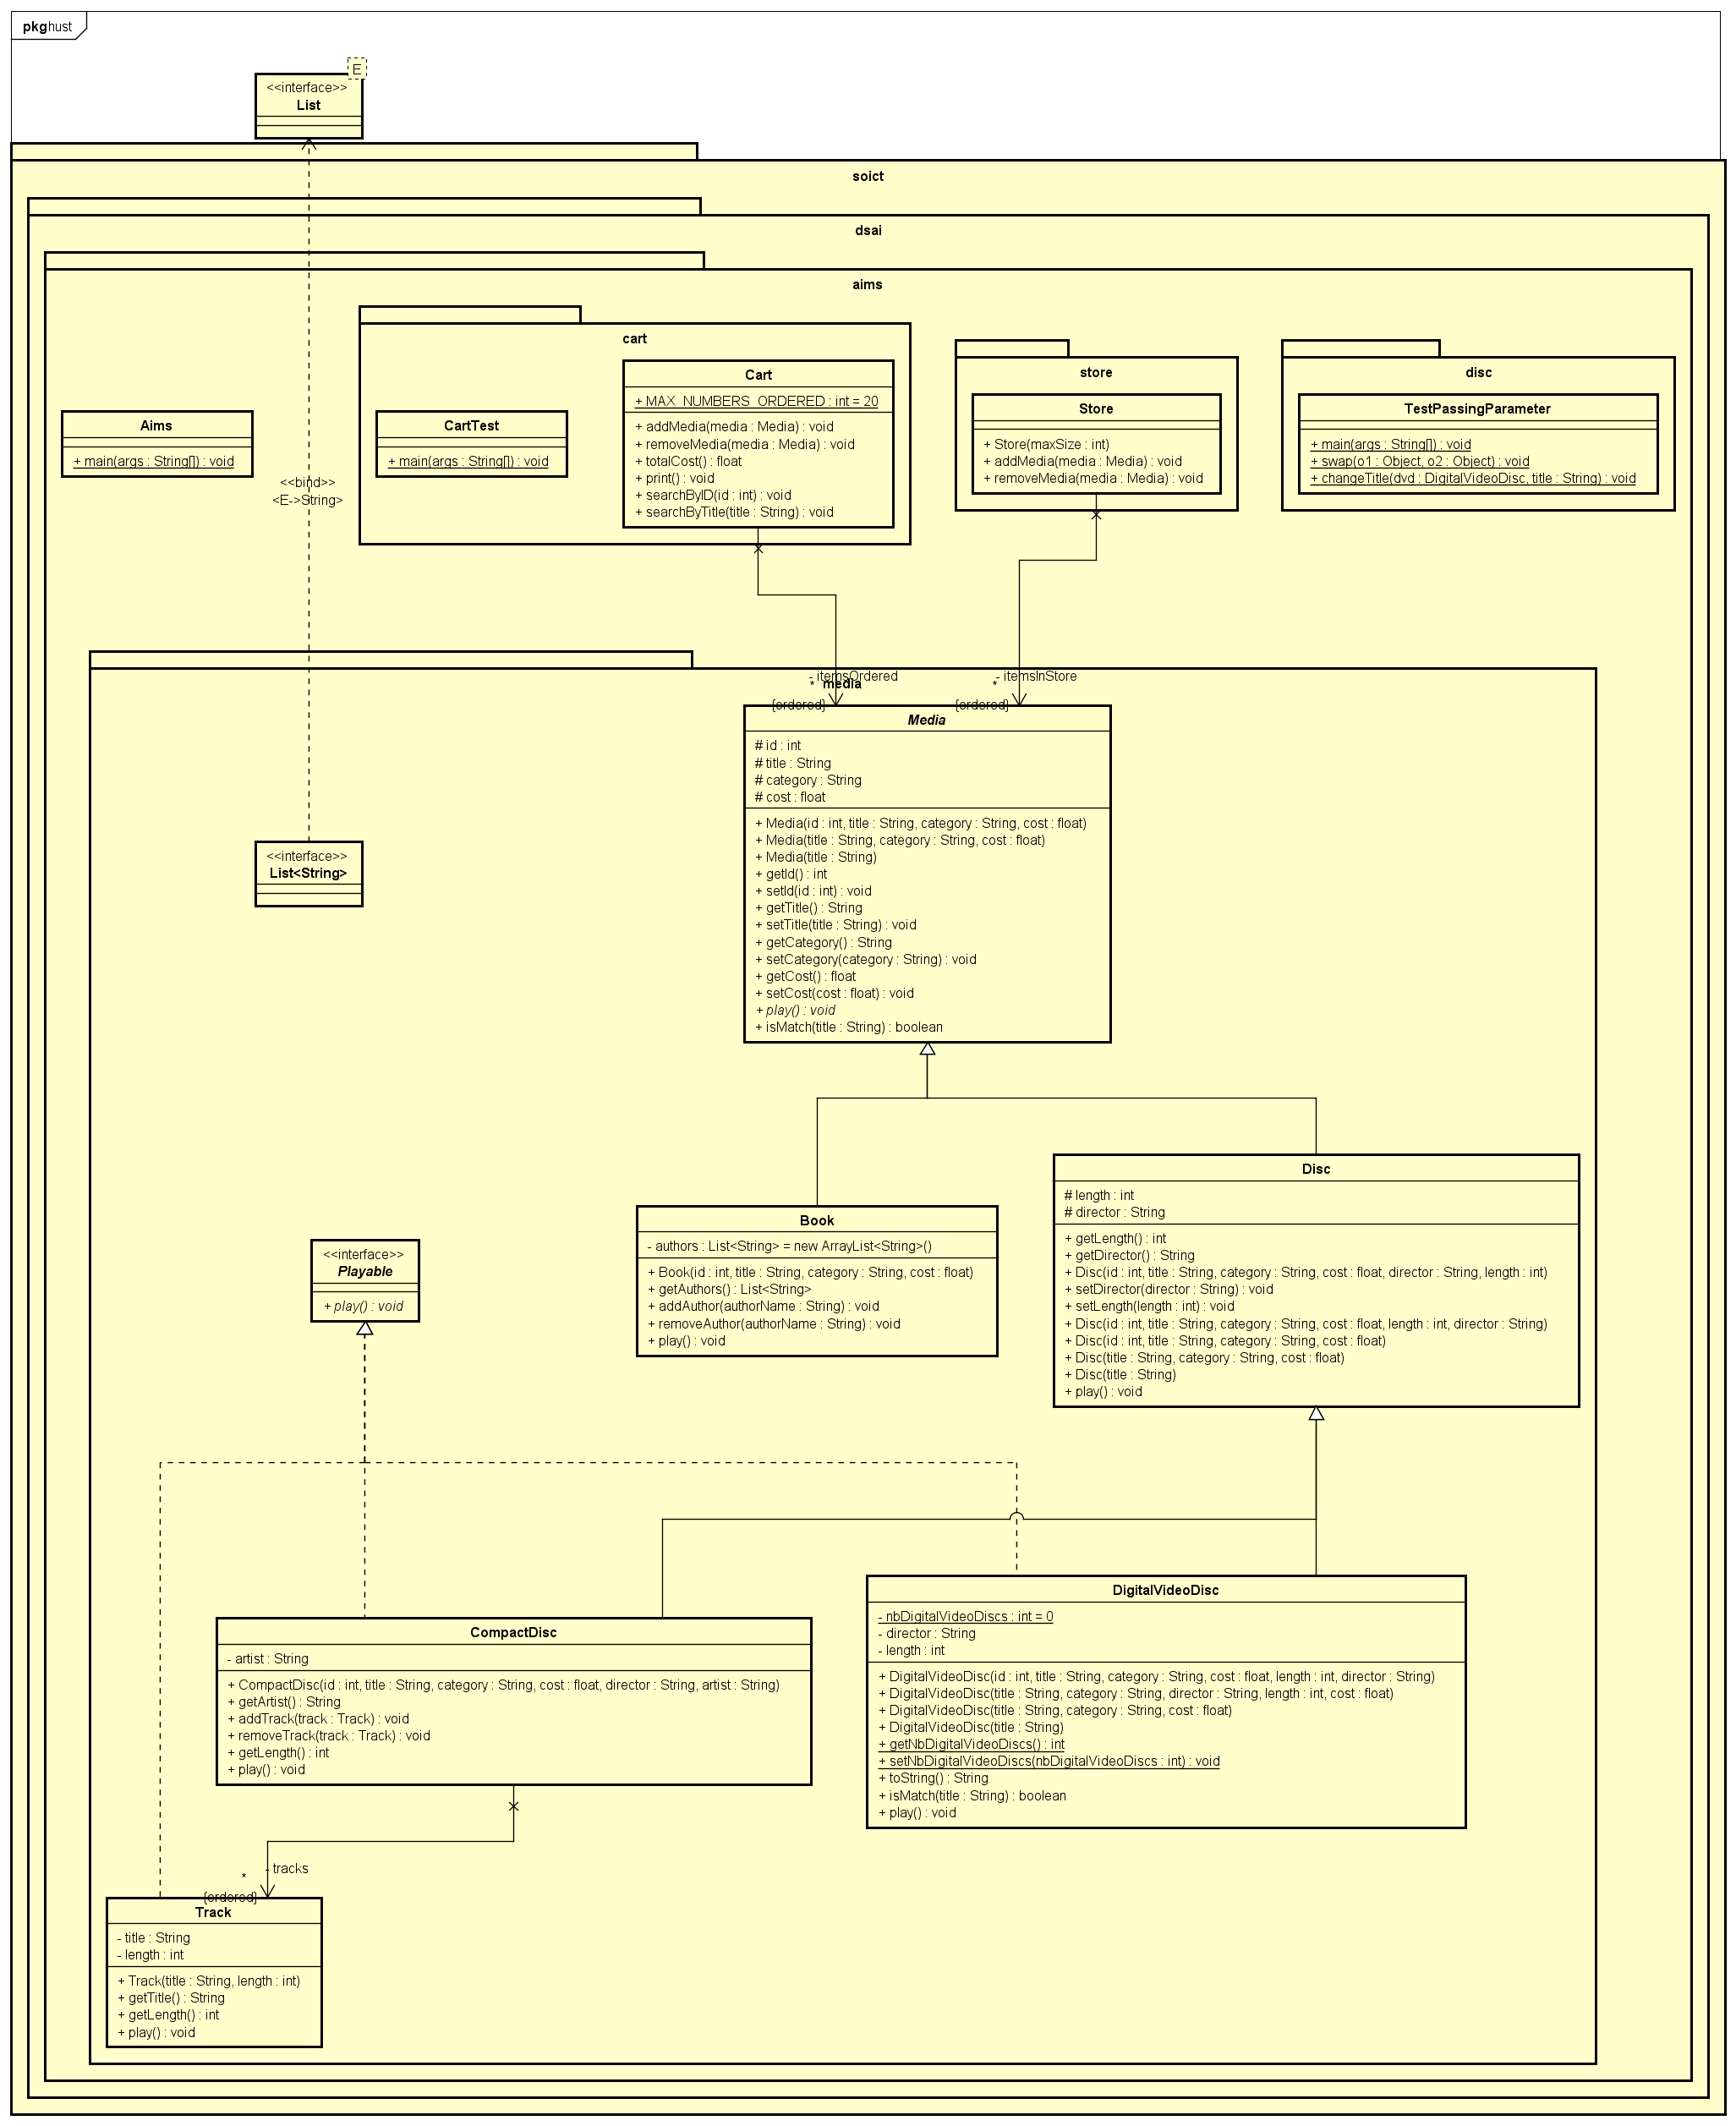 pkg hust
E
<<interface>>
List
soict
dsai
aims
cart
Cart
+ MAX_NUMBERS_ORDERED : int = 20
+ addMedia(media : Media) : void
+ removeMedia(media : Media) : void
+ totalCost() : float
+ print() : void
+ searchByID(id : int) : void
+ searchByTitle(title : String) : void
store
Store
+ Store(maxSize : int)
+ addMedia(media : Media) : void
+ removeMedia(media : Media) : void
disc
TestPassingParameter
+ main(args : String[]) : void
+ swap(o1 : Object, o2 : Object) : void
+ changeTitle(dvd : DigitalVideoDisc, title : String) : void
Aims
+ main(args : String[]) : void
CartTest
+ main(args : String[]) : void
<<bind>>
<E->String>
- itemsOrdered
*
{ordered}
- itemsInStore
*
{ordered}
media
Media
# id : int
# title : String
# category : String
# cost : float
+ Media(id : int, title : String, category : String, cost : float)
+ Media(title : String, category : String, cost : float)
+ Media(title : String)
+ getId() : int
+ setId(id : int) : void
+ getTitle() : String
+ setTitle(title : String) : void
+ getCategory() : String
+ setCategory(category : String) : void
+ getCost() : float
+ setCost(cost : float) : void
+ play() : void
+ isMatch(title : String) : boolean
<<interface>>
List<String>
Disc
# length : int
# director : String
+ getLength() : int
+ getDirector() : String
+ Disc(id : int, title : String, category : String, cost : float, director : String, length : int)
+ setDirector(director : String) : void
+ setLength(length : int) : void
+ Disc(id : int, title : String, category : String, cost : float, length : int, director : String)
+ Disc(id : int, title : String, category : String, cost : float)
+ Disc(title : String, category : String, cost : float)
+ Disc(title : String)
+ play() : void
Book
- authors : List<String> = new ArrayList<String>()
+ Book(id : int, title : String, category : String, cost : float)
+ getAuthors() : List<String>
+ addAuthor(authorName : String) : void
+ removeAuthor(authorName : String) : void
+ play() : void
<<interface>>
Playable
+ play() : void
DigitalVideoDisc
- nbDigitalVideoDiscs : int = 0
- director : String
- length : int
+ DigitalVideoDisc(id : int, title : String, category : String, cost : float, length : int, director : String)
+ DigitalVideoDisc(title : String, category : String, director : String, length : int, cost : float)
+ DigitalVideoDisc(title : String, category : String, cost : float)
+ DigitalVideoDisc(title : String)
+ getNbDigitalVideoDiscs() : int
+ setNbDigitalVideoDiscs(nbDigitalVideoDiscs : int) : void
+ toString() : String
+ isMatch(title : String) : boolean
+ play() : void
CompactDisc
- artist : String
+ CompactDisc(id : int, title : String, category : String, cost : float, director : String, artist : String)
+ getArtist() : String
+ addTrack(track : Track) : void
+ removeTrack(track : Track) : void
+ getLength() : int
+ play() : void
- tracks
*
{ordered}
Track
- title : String
- length : int
+ Track(title : String, length : int)
+ getTitle() : String
+ getLength() : int
+ play() : void